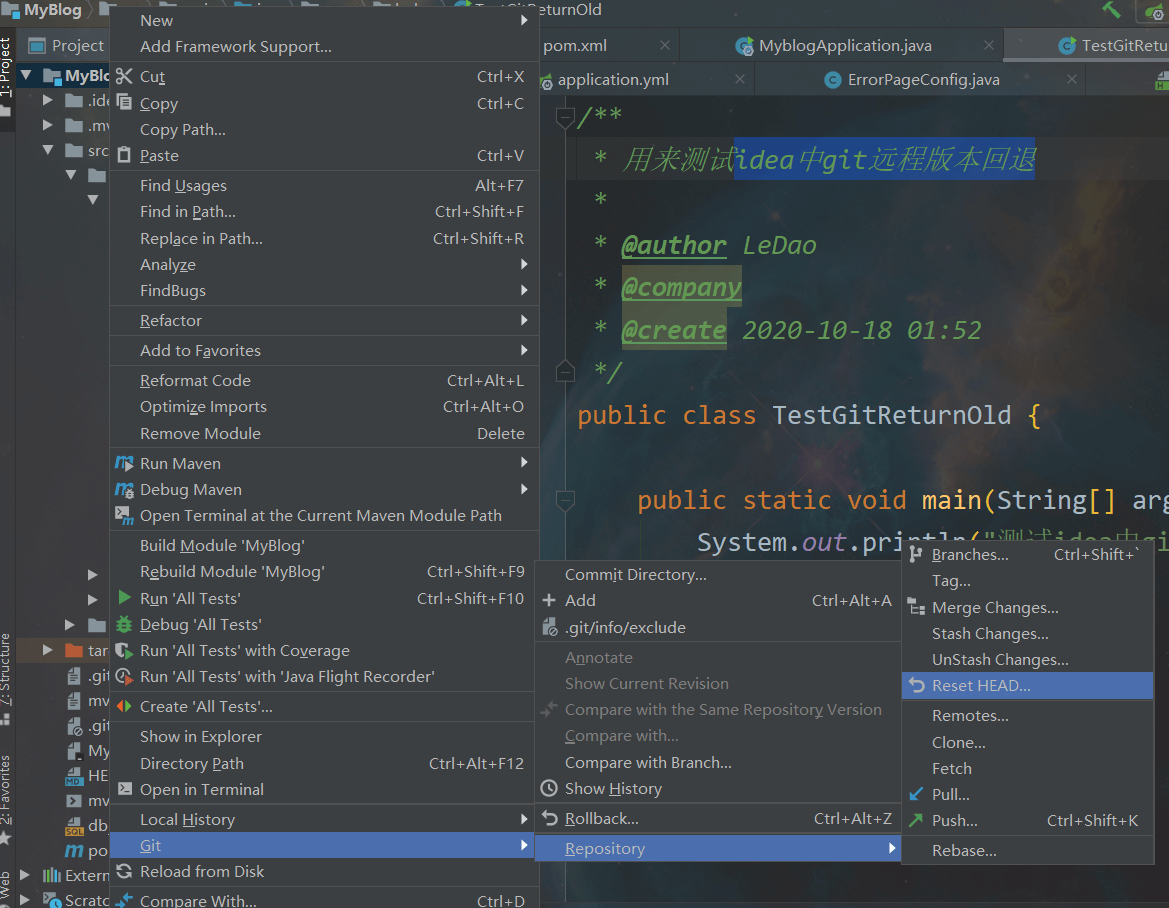 MyBlog
TestGitReturnOld
Project
pom.xml
MyblogApplication.java
TestGitRetu
application.yml
ErrorPageConfig.java
1: Project
MyBlo
.ide
.mv
src
tar
.gi
mv
.git
My
HE
mv
db
po
Extern
Scratc
7: Structure
2: Favorites
Web
New
Add Framework Support...
Cut Ctrl+X
Copy Ctrl+C
Copy Path...
Paste Ctrl+V
Find Usages Alt+F7
Find in Path... Ctrl+Shift+F
Replace in Path... Ctrl+Shift+R
Analyze
FindBugs
Refactor
Add to Favorites
Reformat Code Ctrl+Alt+L
Optimize Imports Ctrl+Alt+O
Remove Module Delete
Run Maven
Debug Maven
Open Terminal at the Current Maven Module Path
Build Module 'MyBlog'
Rebuild Module 'MyBlog' Ctrl+Shift+F9
Run 'All Tests' Ctrl+Shift+F10
Debug 'All Tests'
Run 'All Tests' with Coverage
Run 'All Tests' with 'Java Flight Recorder'
Create 'All Tests'...
Show in Explorer
Directory Path Ctrl+Alt+F12
Open in Terminal
Local History
Git
Reload from Disk
Compare With... Ctrl+D
/**
* 用来测试idea中git远程版本回退
*
* @author LeDao
* @company
* @create 2020-10-18 01:52
*/
public class TestGitReturnOld {
public static void main(String[] arg
System.out.println("测试idea中gi
Commit Directory...
Add Ctrl+Alt+A
.git/info/exclude
Annotate
Show Current Revision
Compare with the Same Repository Version
Compare with...
Compare with Branch...
Show History
Rollback... Ctrl+Alt+Z
Repository
Branches... Ctrl+Shift+`
Tag...
Merge Changes...
Stash Changes...
UnStash Changes...
Reset HEAD...
Remotes...
Clone...
Fetch
Pull...
Push... Ctrl+Shift+K
Rebase...